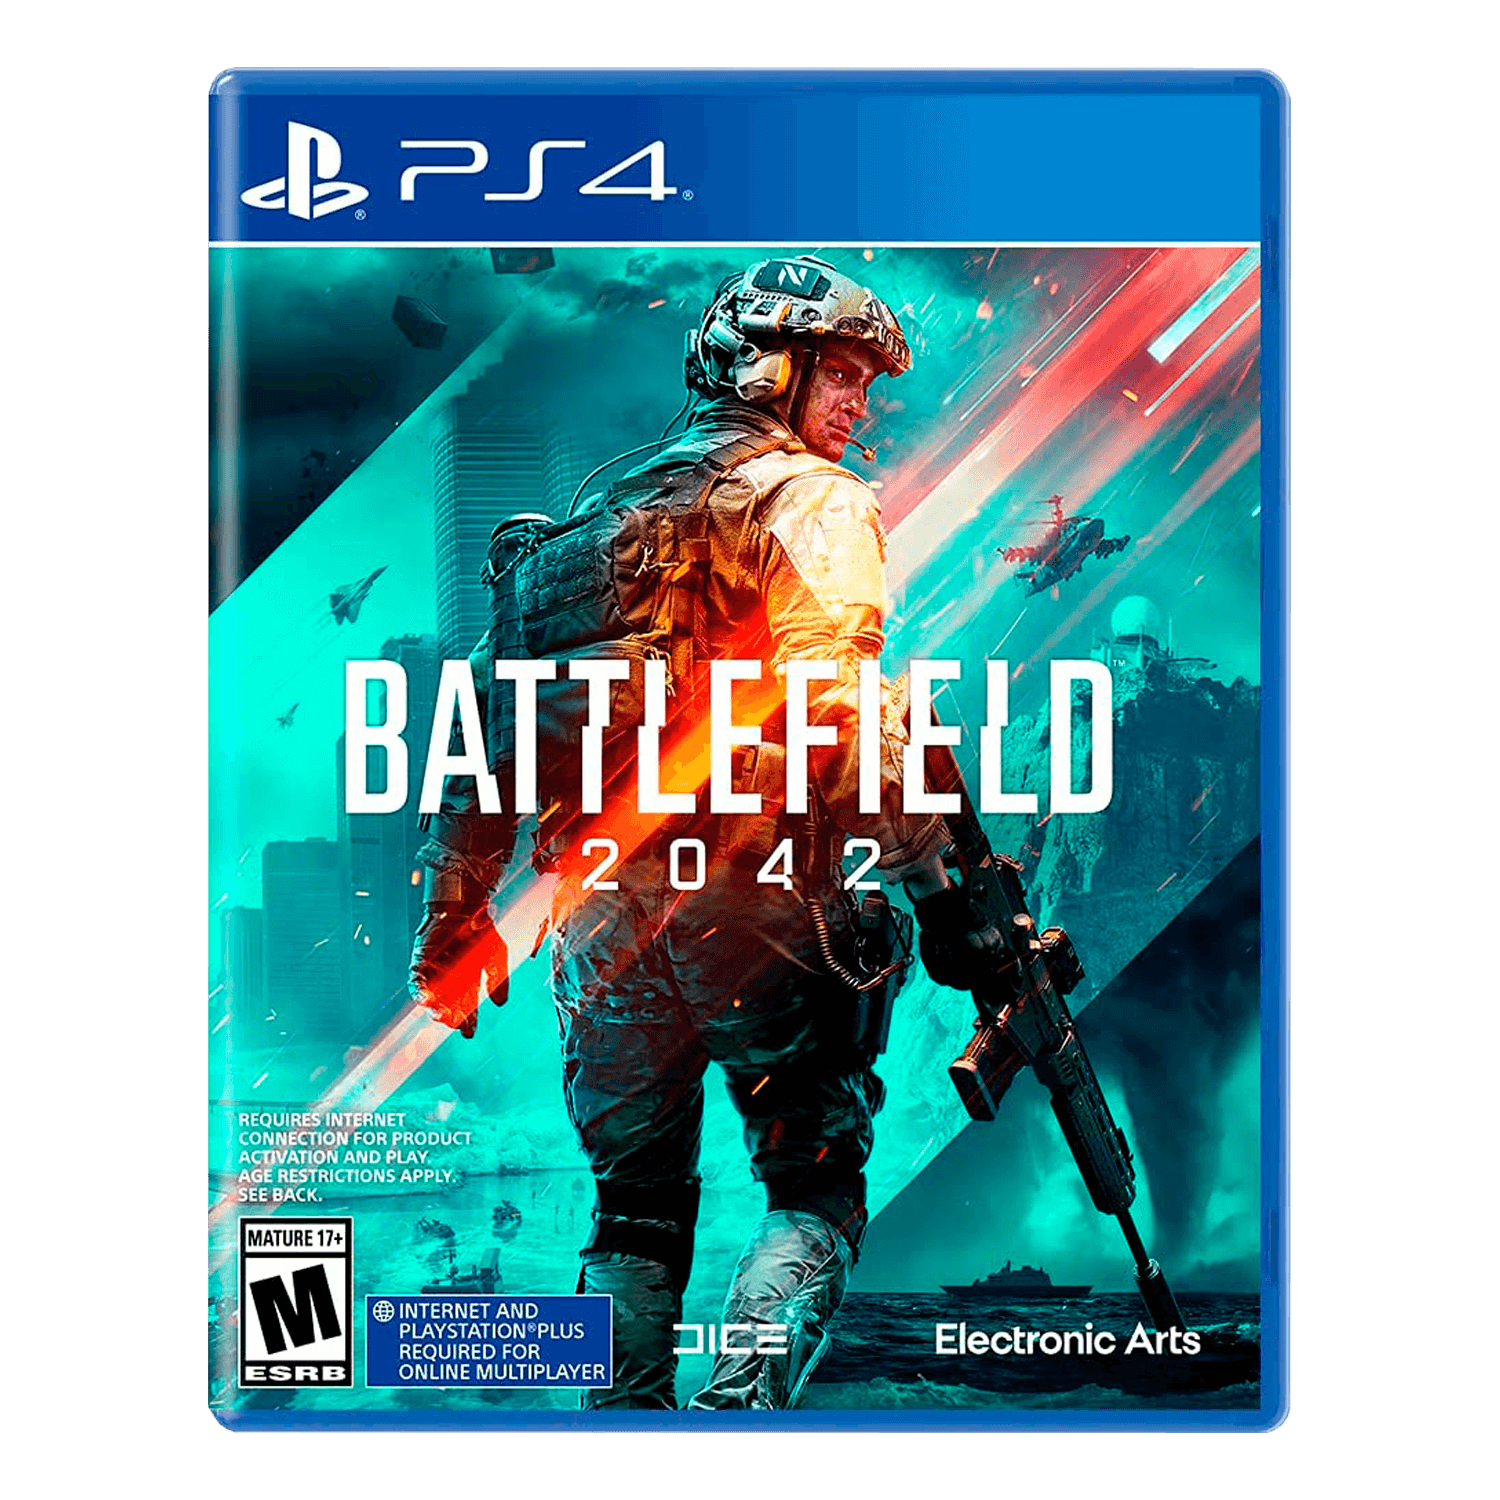 PS4®
BATTLEFIELD™
2042
REQUIRES INTERNET
CONNECTION FOR PRODUCT
ACTIVATION AND PLAY.
AGE RESTRICTIONS APPLY.
SEE BACK.
MATURE 17+
M
ESRB
INTERNET AND
PLAYSTATION®PLUS
REQUIRED FOR
ONLINE MULTIPLAYER
DICE
Electronic Arts